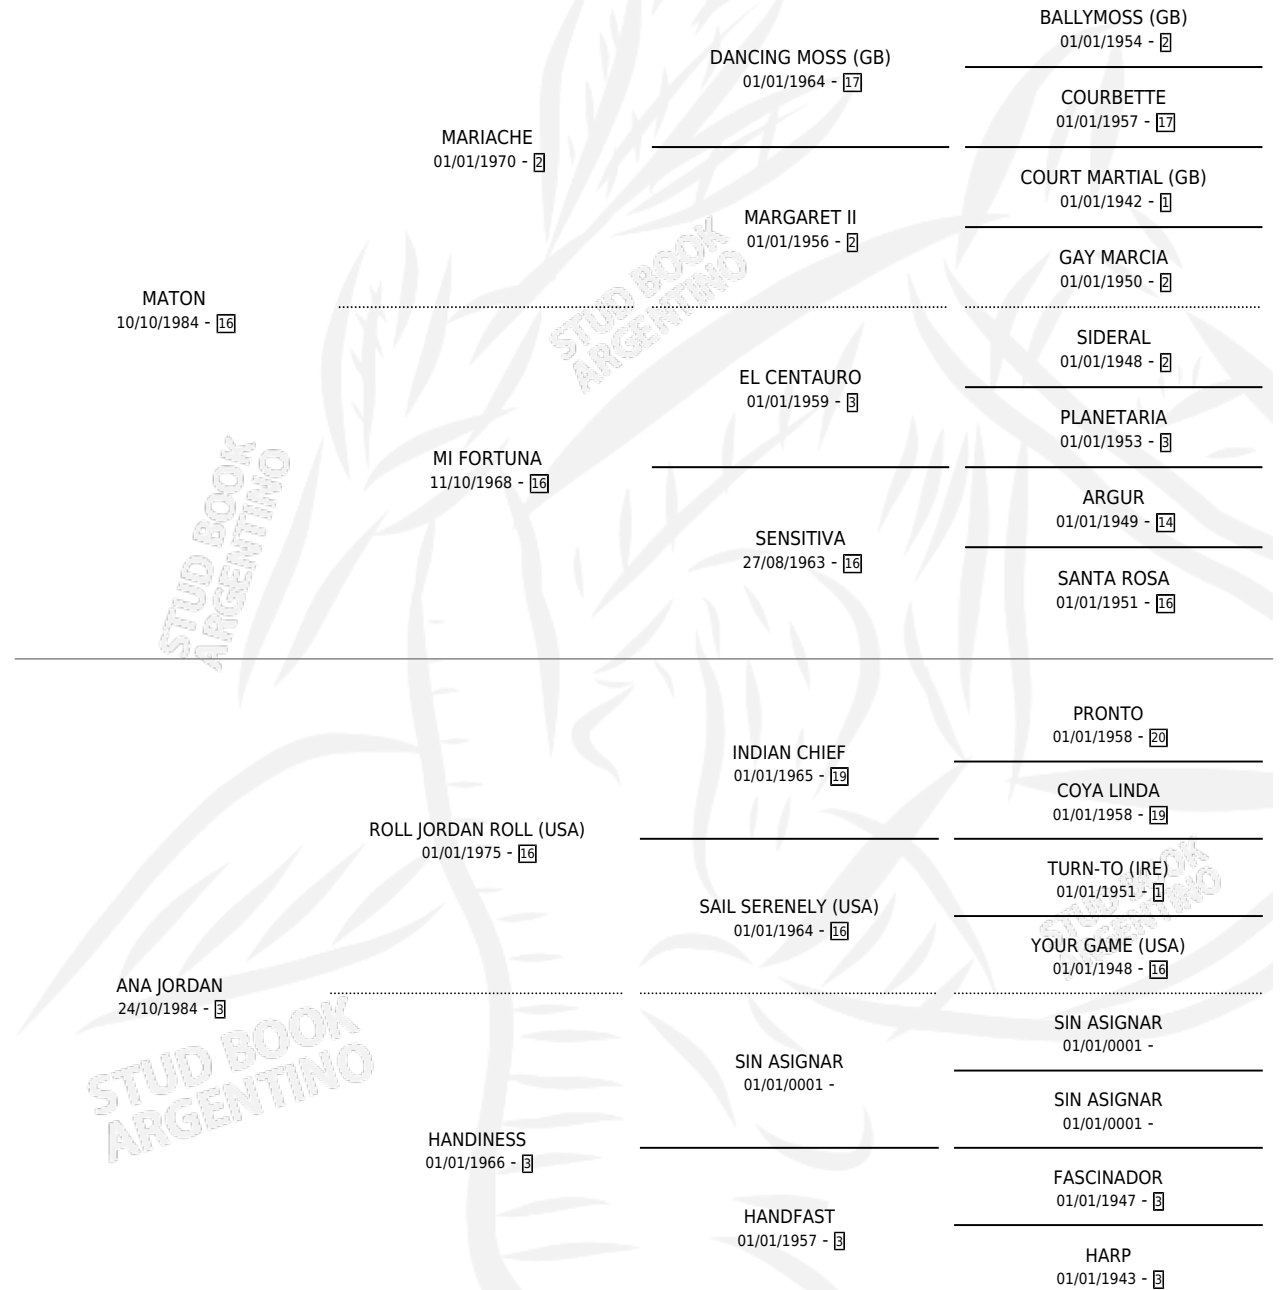 BALLYMOSS (GB)
01/01/1954 - 2
DANCING MOSS (GB)
01/01/1964 - 17
COURBETTE
01/01/1957 - 17
MARIACHE
01/01/1970 - 2
COURT MARTIAL (GB)
01/01/1942 - 1
MARGARET II
01/01/1956 - 2
GAY MARCIA
01/01/1950 - 2
STUD BOOK
ARGENTINO
MATON
10/10/1984 - 16
SIDERAL
01/01/1948 - 2
EL CENTAURO
01/01/1959 - 3
PLANETARIA
01/01/1953 - 3
MI FORTUNA
11/10/1968 - 16
ARGUR
01/01/1949 - 14
SENSITIVA
27/08/1963 - 16
SANTA ROSA
01/01/1951 - 16
STUD BOOK
ARGENTINO
PRONTO
01/01/1958 - 20
INDIAN CHIEF
01/01/1965 - 19
COYA LINDA
01/01/1958 - 19
ROLL JORDAN ROLL (USA)
01/01/1975 - 16
TURN-TO (IRE)
01/01/1951 - 1
SAIL SERENELY (USA)
01/01/1964 - 16
YOUR GAME (USA)
01/01/1948 - 16
STUD BOOK
ARGENTINO
ANA JORDAN
24/10/1984 - 3
SIN ASIGNAR
01/01/0001 -
SIN ASIGNAR
01/01/0001 -
SIN ASIGNAR
01/01/0001 -
STUD BOOK
ARGENTINO
HANDINESS
01/01/1966 - 3
FASCINADOR
01/01/1947 - 3
HANDFAST
01/01/1957 - 3
HARP
01/01/1943 - 3